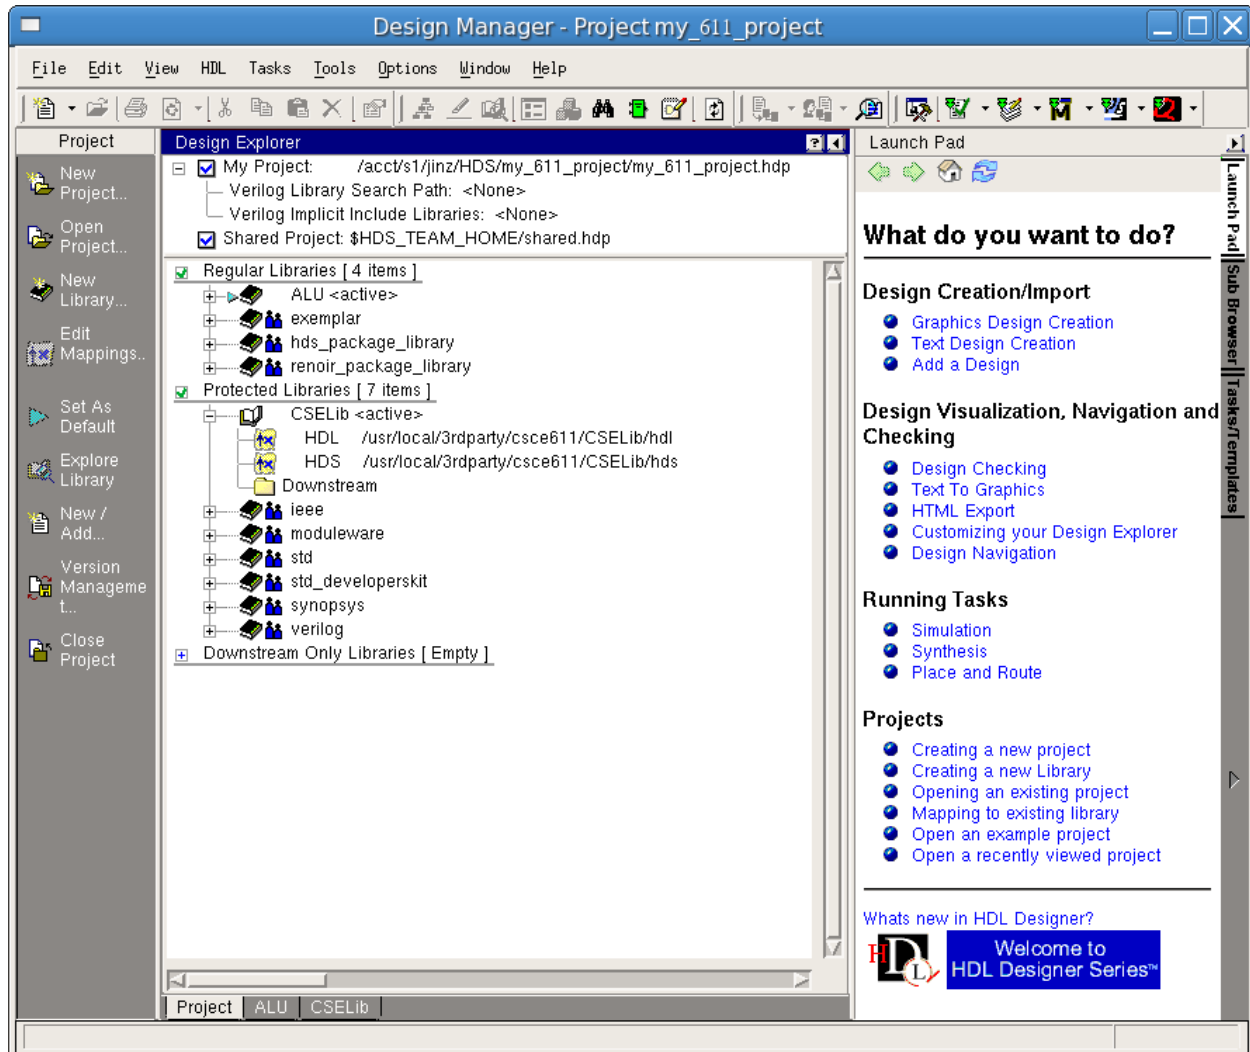 Design Manager - Project my_611_project
File Edit View HDL Tasks Tools Options Window Help
Project
New Project...
Open Project...
New Library...
Edit Mappings..
Set As Default
Explore Library
New / Add...
Version Manageme t...
Close Project
Design Explorer
My Project: /acct/s1/jinz/HDS/my_611_project/my_611_project.hdp
Verilog Library Search Path: <None>
Verilog Implicit Include Libraries: <None>
Shared Project: $HDS_TEAM_HOME/shared.hdp
Regular Libraries [ 4 items ]
ALU <active>
exemplar
hds_package_library
renoir_package_library
Protected Libraries [ 7 items ]
CSELib <active>
HDL /usr/local/3rdparty/csce611/CSELib/hdl
HDS /usr/local/3rdparty/csce611/CSELib/hds
Downstream
ieee
moduleware
std
std_developerskit
synopsys
verilog
Downstream Only Libraries [ Empty ]
Project ALU CSELib
Launch Pad
What do you want to do?
Design Creation/Import
Graphics Design Creation
Text Design Creation
Add a Design
Design Visualization, Navigation and
Checking
Design Checking
Text To Graphics
HTML Export
Customizing your Design Explorer
Design Navigation
Running Tasks
Simulation
Synthesis
Place and Route
Projects
Creating a new project
Creating a new Library
Opening an existing project
Mapping to existing library
Open an example project
Open a recently viewed project
Whats new in HDL Designer?
HDL
Welcome to
HDL Designer Series™
Launch Pad
Sub Browser
Tasks/Templates